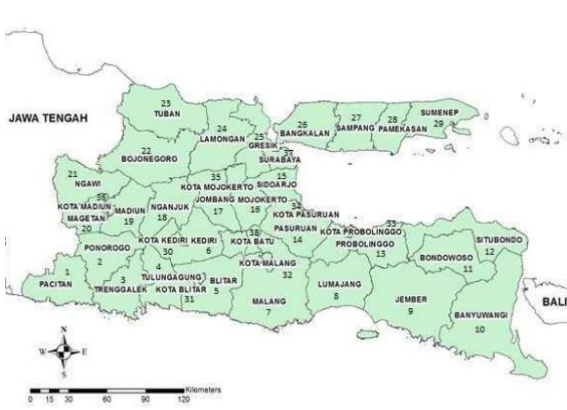 23
TUBAN
JAWA TENGAH
24
LAMONGAN
25
GRESIK
26
BANGKALAN
27
SAMPANG
28
PAMEKASAN
SUMENEP
29
22
BOJONEGORO
SURABAYA
21
NGAWI
35
KOTA MOJOKERTO
15
SIDOARJO
KOTA MADIUN
MAGETAN
20
MADIUN
19
NGANJUK
18
JOMBANG
17
MOJOKERTO
16
34
KOTA PASURUAN
PASURUAN
14
33
KOTA PROBOLINGGO
PROBOLINGGO
13
SITUBONDO
12
BONDOWOSO
11
PONOROGO
2
KOTA KEDIRI
30
KEDIRI
6
38
KOTA BATU
KOTA MALANG
32
1
PACITAN
3
TRENGGALEK
4
TULUNGAGUNG
KOTA BLITAR
31
BLITAR
5
MALANG
7
LUMAJANG
8
JEMBER
9
BANYUWANGI
10
BALI
N
W E
S
Kilometers
0 15 30 60 90 120